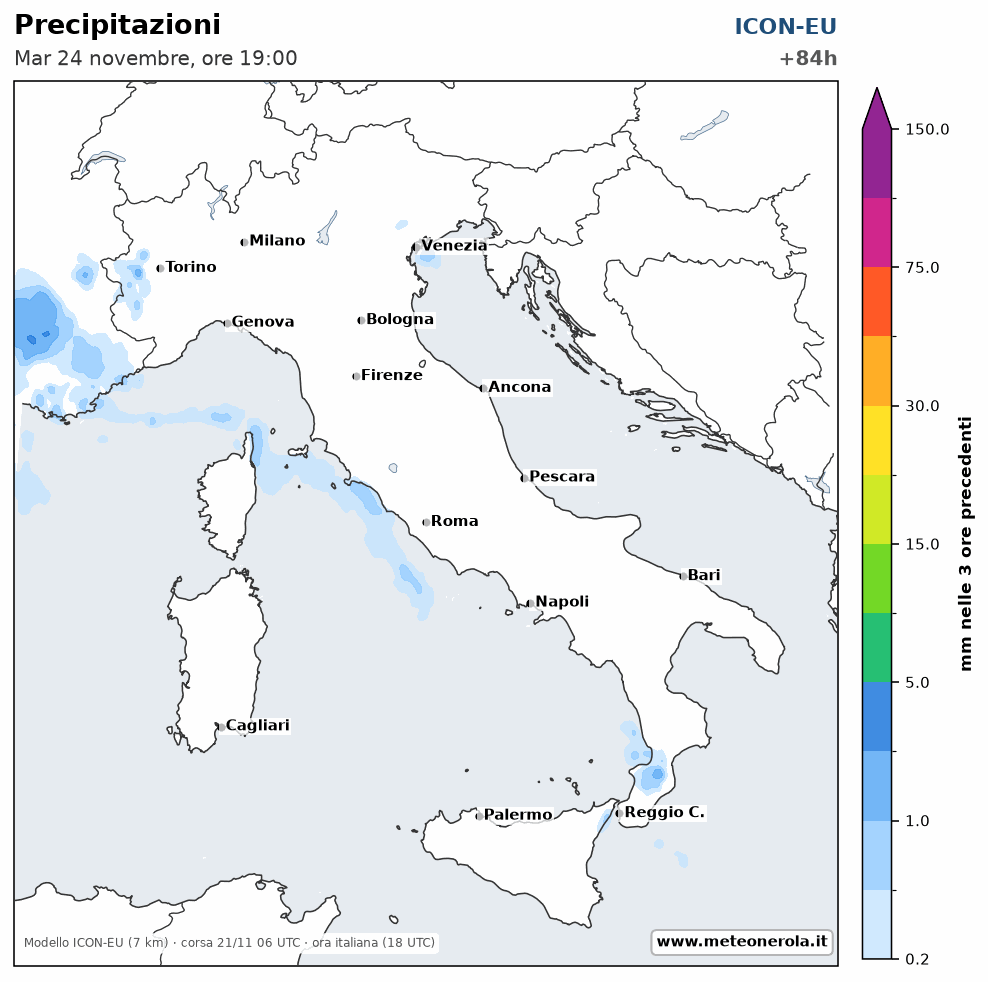 Precipitazioni
ICON-EU
Mar 24 novembre, ore 19:00
+84h
150.0
75.0
30.0
15.0
5.0
1.0
0.2
mm nelle 3 ore precedenti
Milano
Venezia
Torino
Genova
Bologna
Firenze
Ancona
Pescara
Roma
Bari
Napoli
Cagliari
Palermo
Reggio C.
Modello ICON-EU (7 km) · corsa 21/11 06 UTC · ora italiana (18 UTC)
www.meteonerola.it